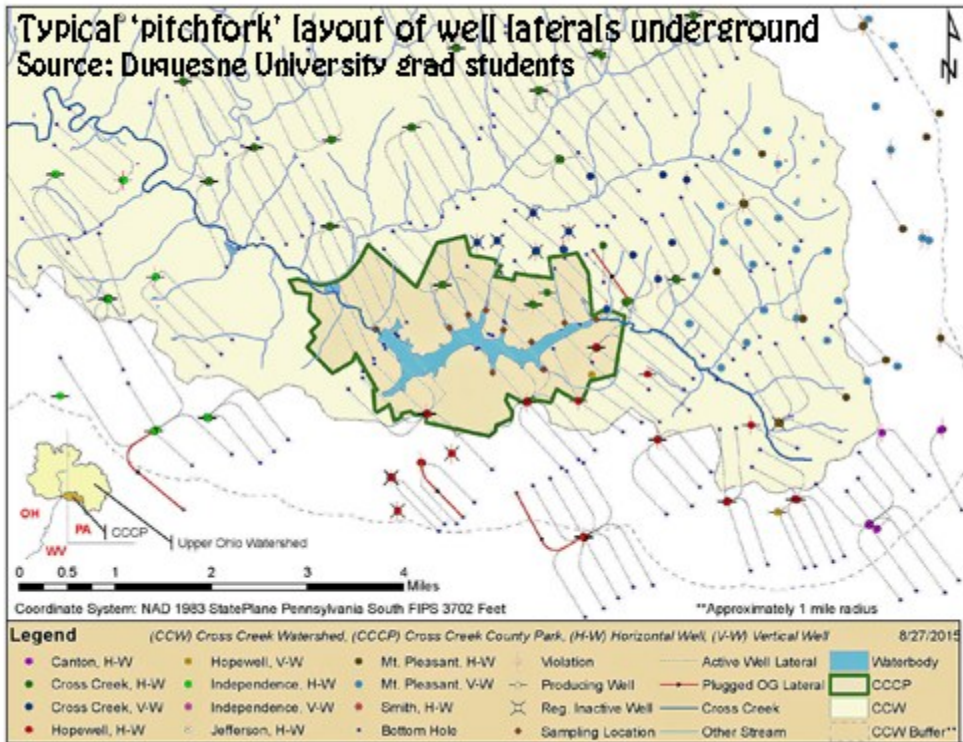 Typical 'pitchfork' layout of well laterals underground
Source: Duquesne University grad students
N
OH
PA
WV
CCCP
Upper Ohio Watershed
0 0.5 1 2 3 4
Miles
Coordinate System: NAD 1983 StatePlane Pennsylvania South FIPS 3702 Feet
**Approximately 1 mile radius
Legend (CCW) Cross Creek Watershed, (CCCP) Cross Creek County Park, (H-W) Horizontal Well, (V-W) Vertical Well 8/27/2015
Canton, H-W Hopewell, V-W Mt. Pleasant, H-W Violation Active Well Lateral Waterbody
Cross Creek, H-W Independence, H-W Mt. Pleasant, V-W Producing Well Plugged OG Lateral CCCP
Cross Creek, V-W Independence, V-W Smith, H-W Reg. Inactive Well Cross Creek CCW
Hopewell, H-W Jefferson, H-W Bottom Hole Sampling Location Other Stream CCW Buffer**